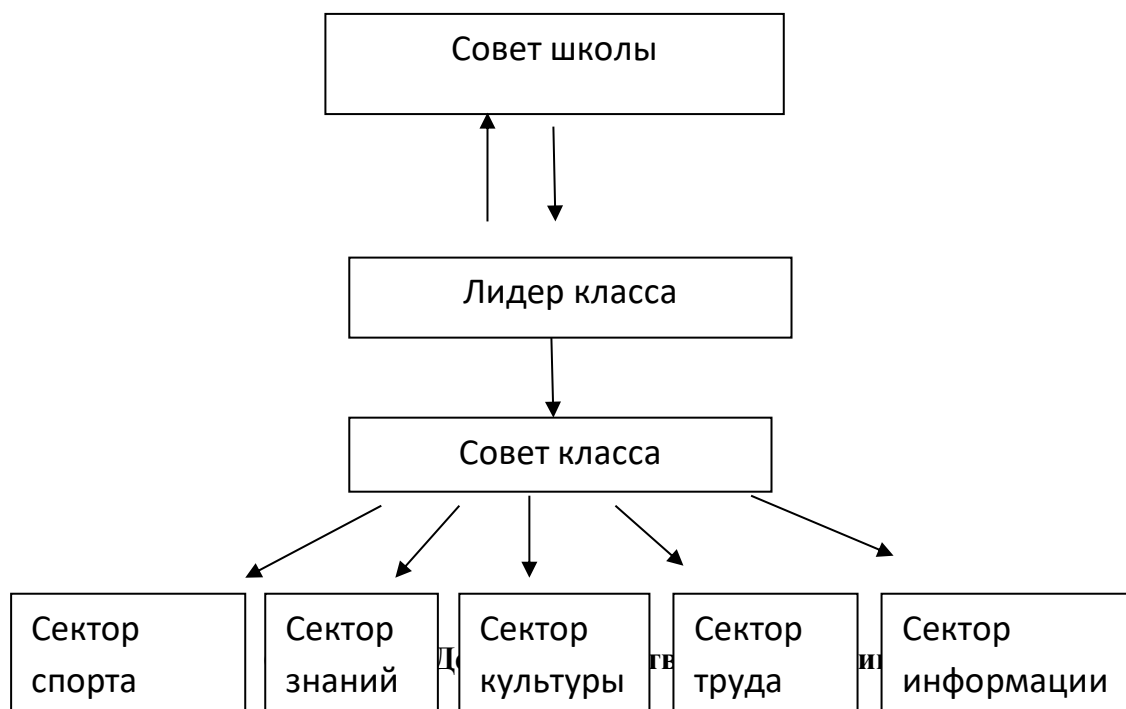 Совет школы
Лидер класса
Совет класса
Сектор спорта
Сектор знаний
Сектор культуры
Сектор труда
Сектор информации